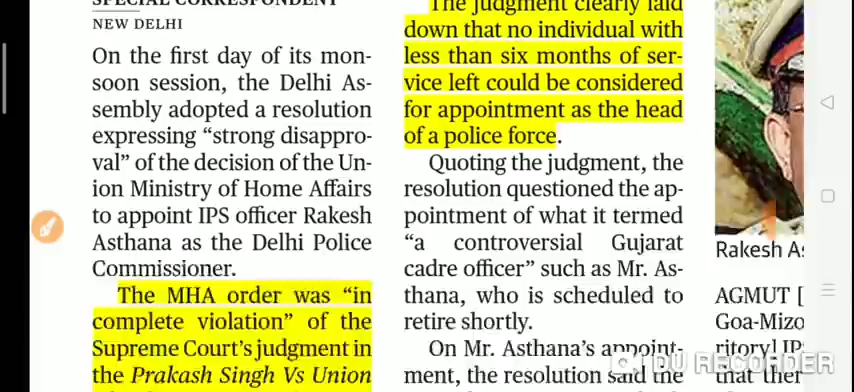 SPECIAL CORRESPONDENT
NEW DELHI
On the first day of its mon-
soon session, the Delhi As-
sembly adopted a resolution
expressing “strong disappro-
val” of the decision of the Un-
ion Ministry of Home Affairs
to appoint IPS officer Rakesh
Asthana as the Delhi Police
Commissioner.
The MHA order was “in
complete violation” of the
Supreme Court’s judgment in
the Prakash Singh Vs Union
The judgment clearly laid
down that no individual with
less than six months of ser-
vice left could be considered
for appointment as the head
of a police force.
Quoting the judgment, the
resolution questioned the ap-
pointment of what it termed
“a controversial Gujarat
cadre officer” such as Mr. As-
thana, who is scheduled to
retire shortly.
On Mr. Asthana’s appoint-
ment, the resolution said the
Rakesh As
AGMUT [
Goa-Mizo
ritory] IP
that the
DU RECORDER